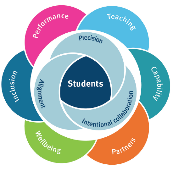 Performance
Teaching
Precision
Inclusion
Alignment
Students
Capability
Intentional collaboration
Wellbeing
Partners